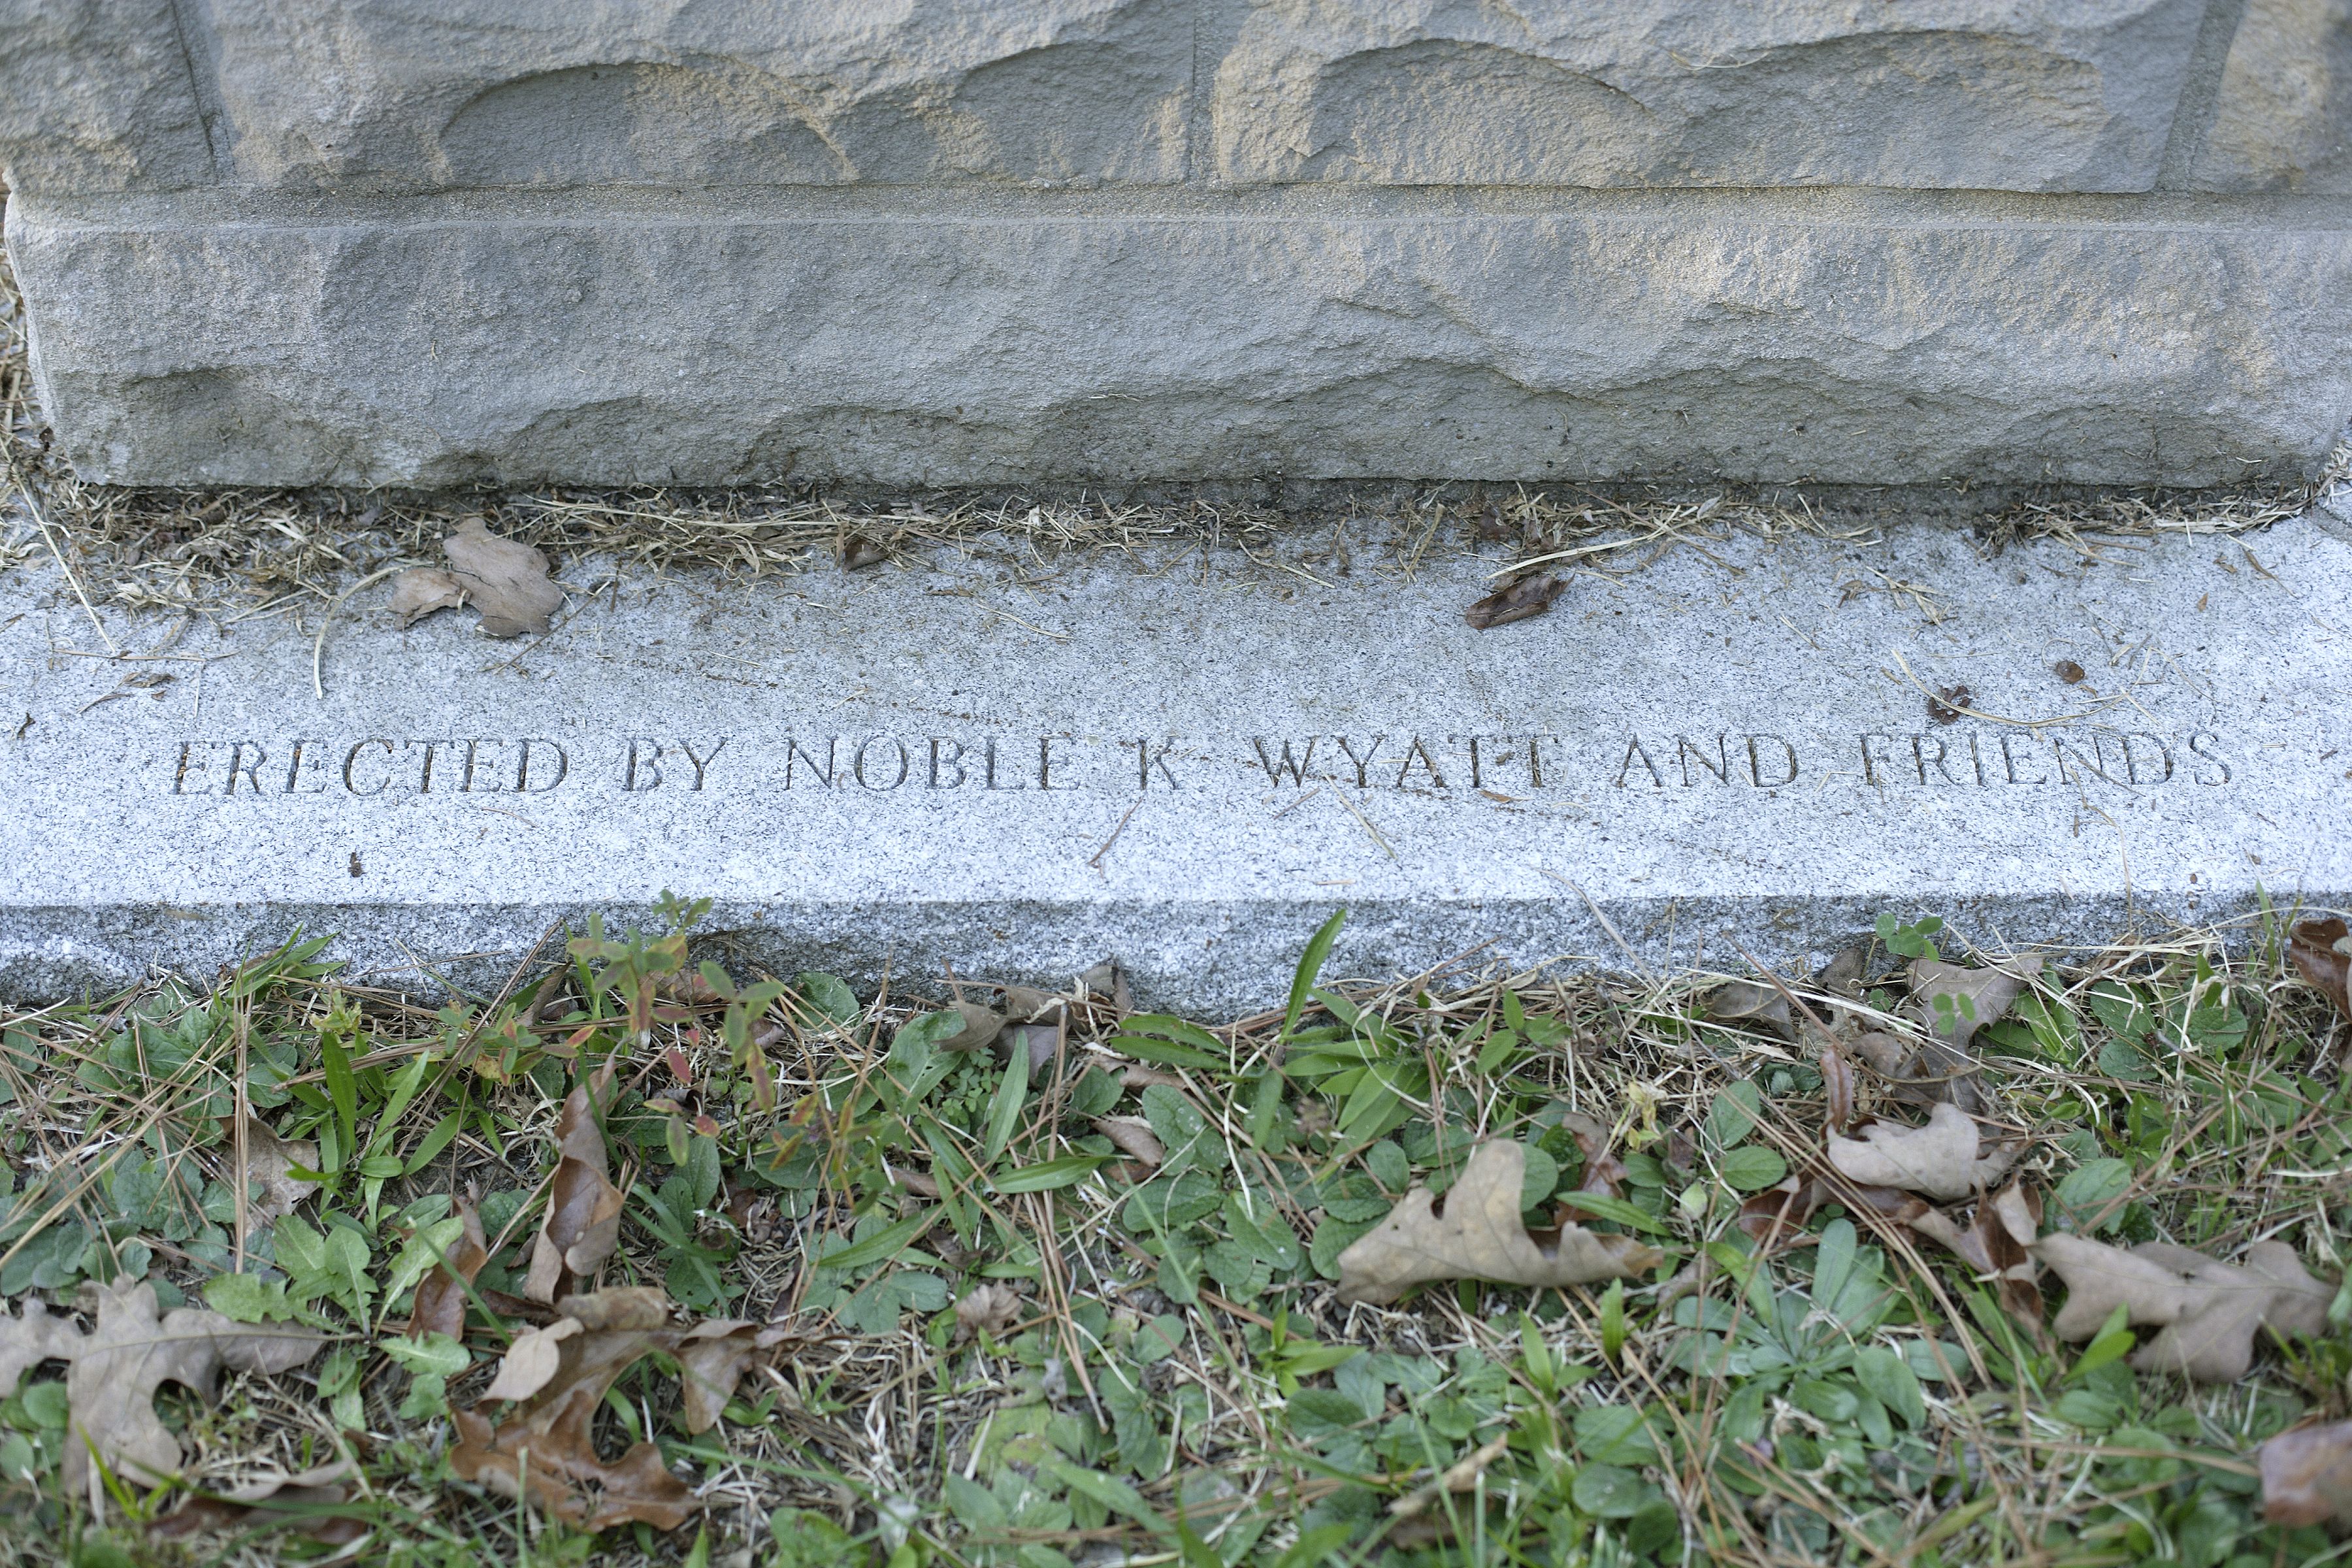 ERECTED BY NOBLE K WYATT AND FRIENDS